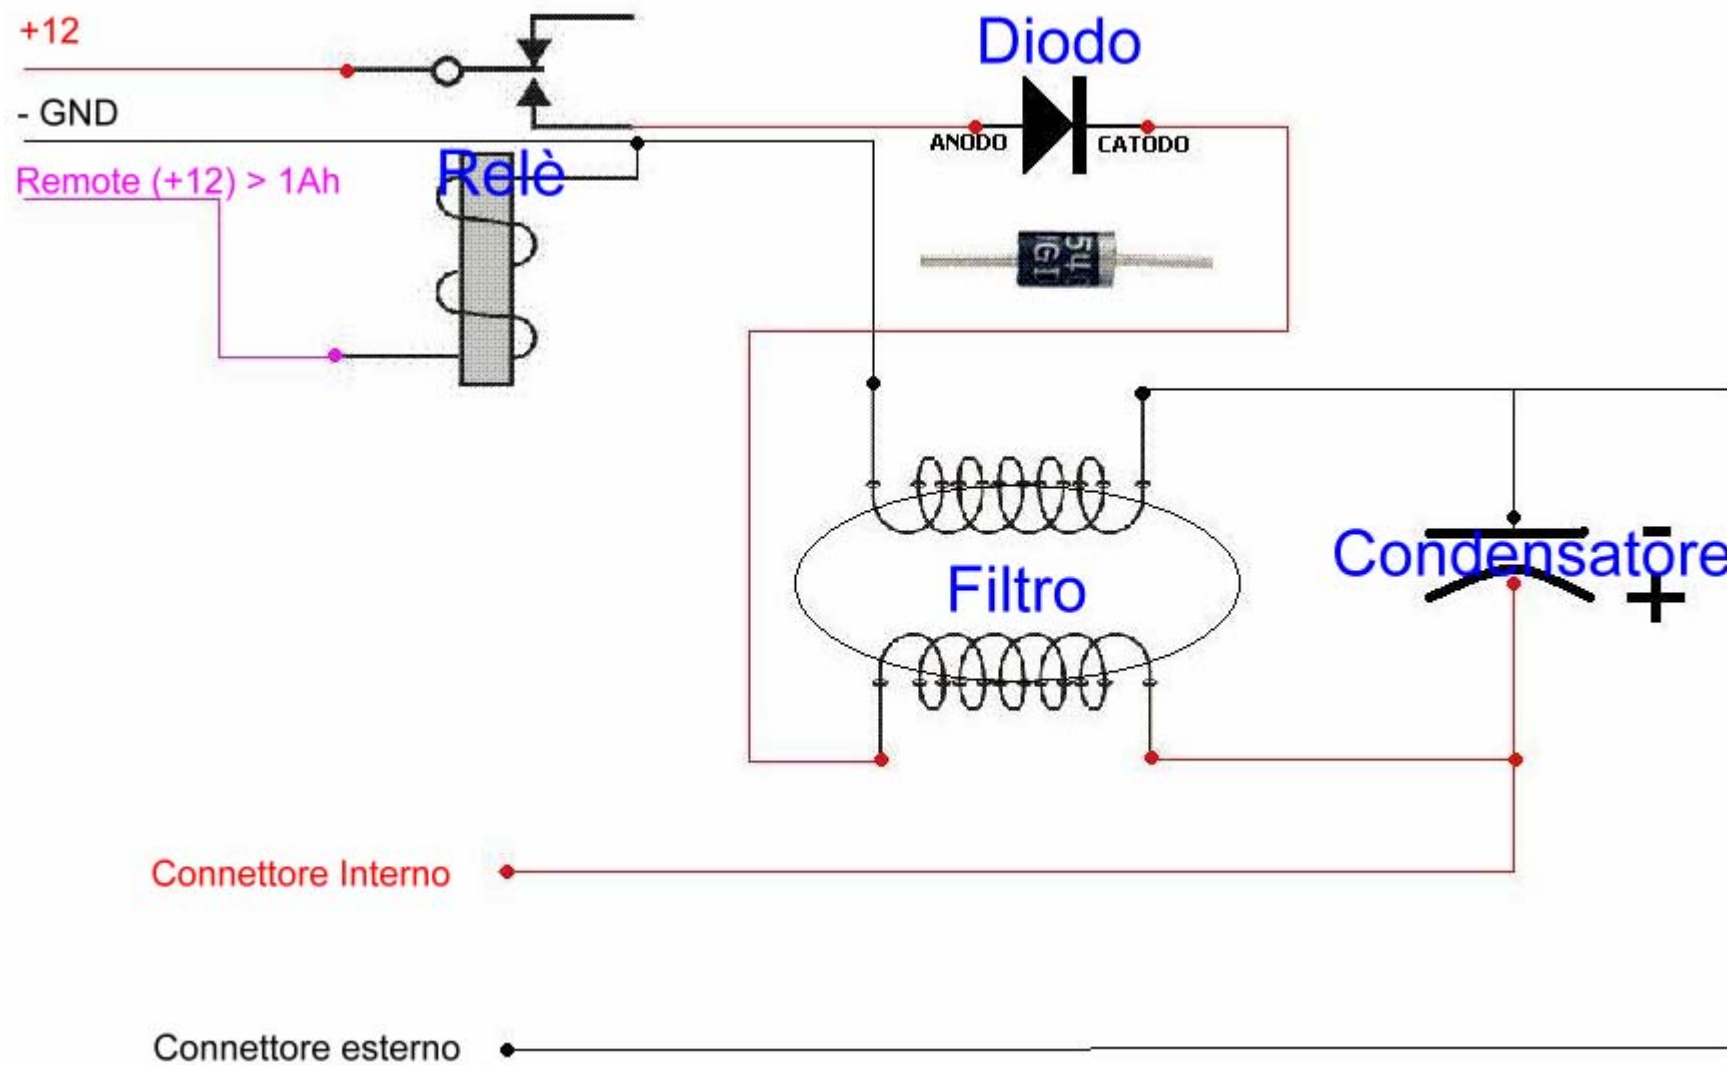 +12
- GND
Remote (+12) > 1Ah
Relè
Diodo
ANODO
CATODO
Filtro
Condensatore
-
+
Connettore Interno
Connettore esterno